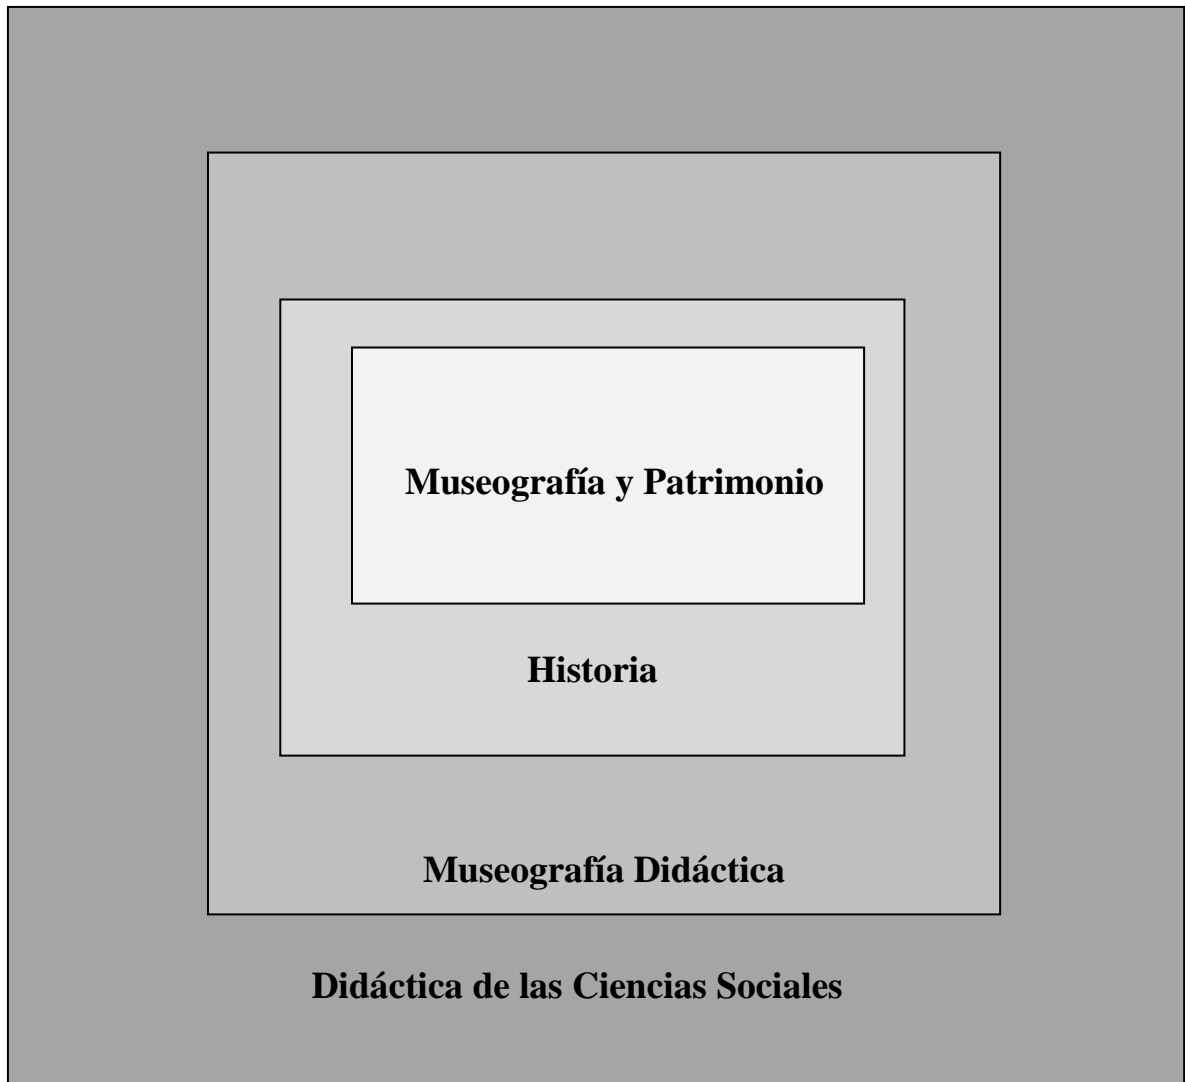 Museografía y Patrimonio
Historia
Museografía Didáctica
Didáctica de las Ciencias Sociales